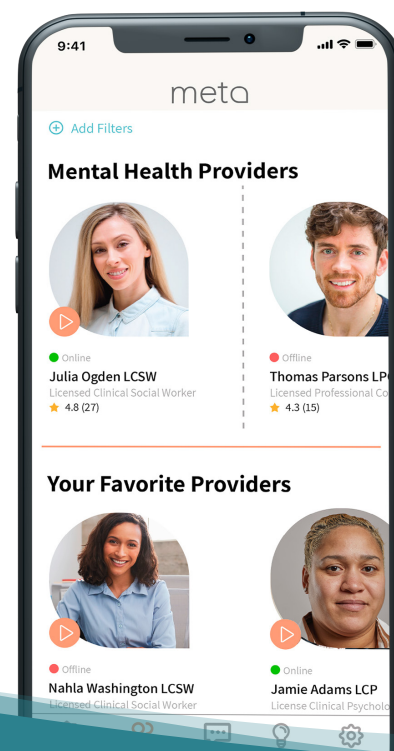 9:41
meta
Add Filters
Mental Health Providers
Online
Julia Ogden LCSW
Licensed Clinical Social Worker
4.8 (27)
Offline
Thomas Parsons
Licensed Professional
4.3 (15)
Your Favorite Providers
Offline
Nahla Washington LCSW
Licensed Clinical Social Worker
Online
Jamie Adams LCP
License Clinical